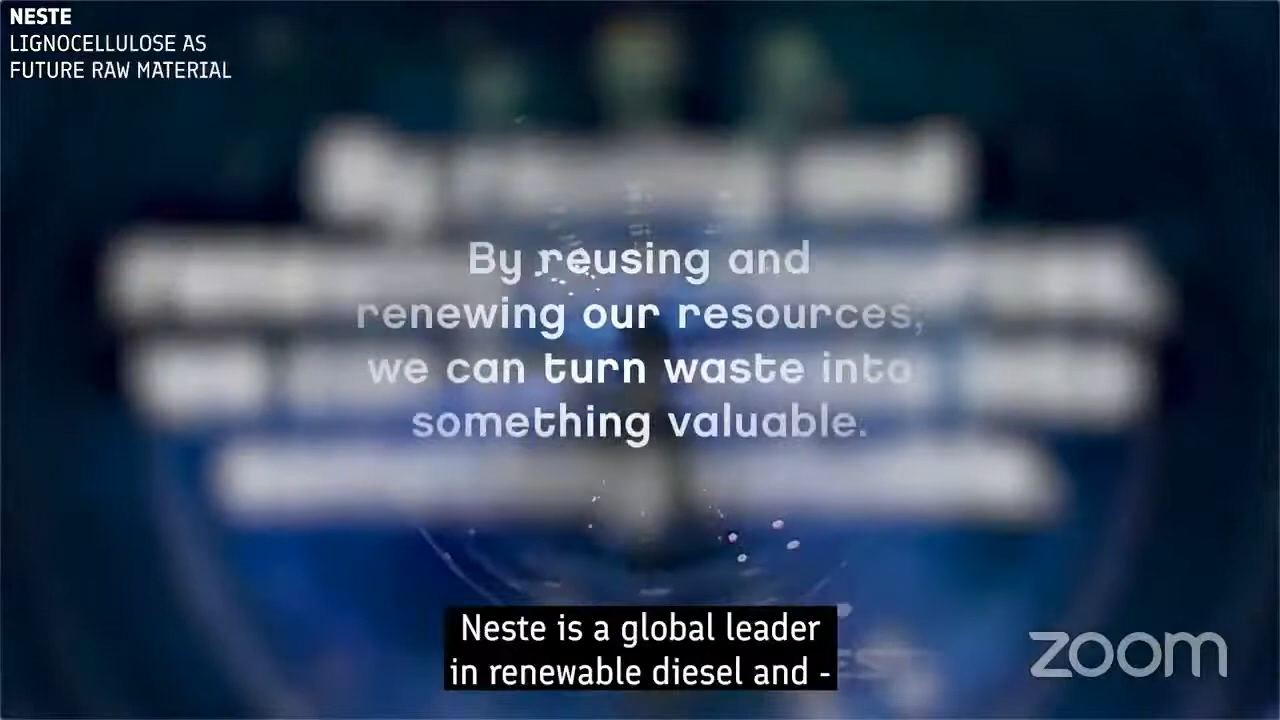 NESTE
LIGNOCELLULOSE AS
FUTURE RAW MATERIAL
By reusing and
renewing our resources,
we can turn waste into
something valuable.
Neste is a global leader
in renewable diesel and -
zoom